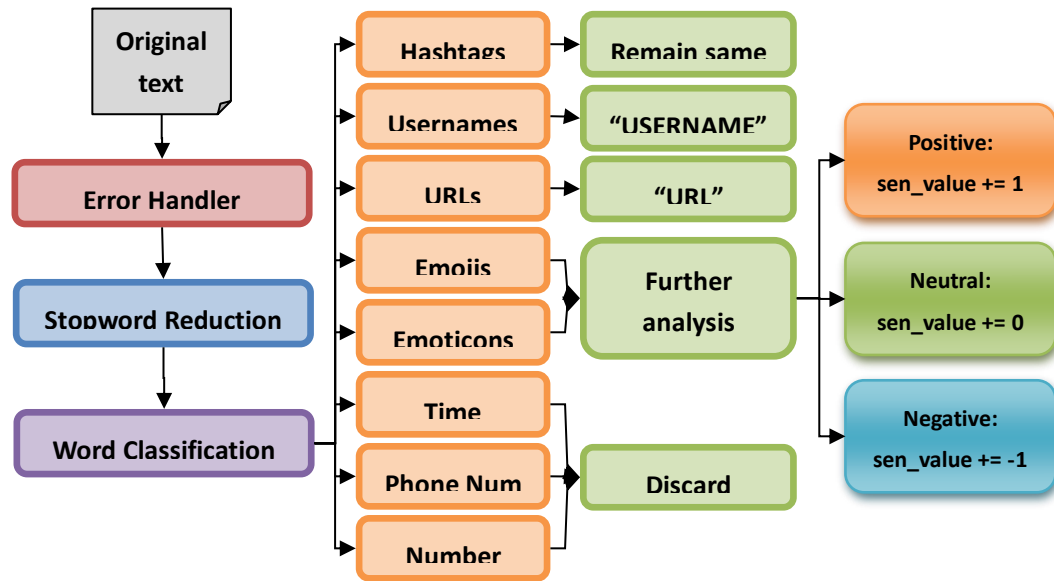 Original
text
Error Handler
Stopword Reduction
Word Classification
Hashtags
Usernames
URLs
Emojis
Emoticons
Time
Phone Num
Number
Remain same
“USERNAME”
“URL”
Further
analysis
Discard
Positive:
sen_value += 1
Neutral:
sen_value += 0
Negative:
sen_value += -1